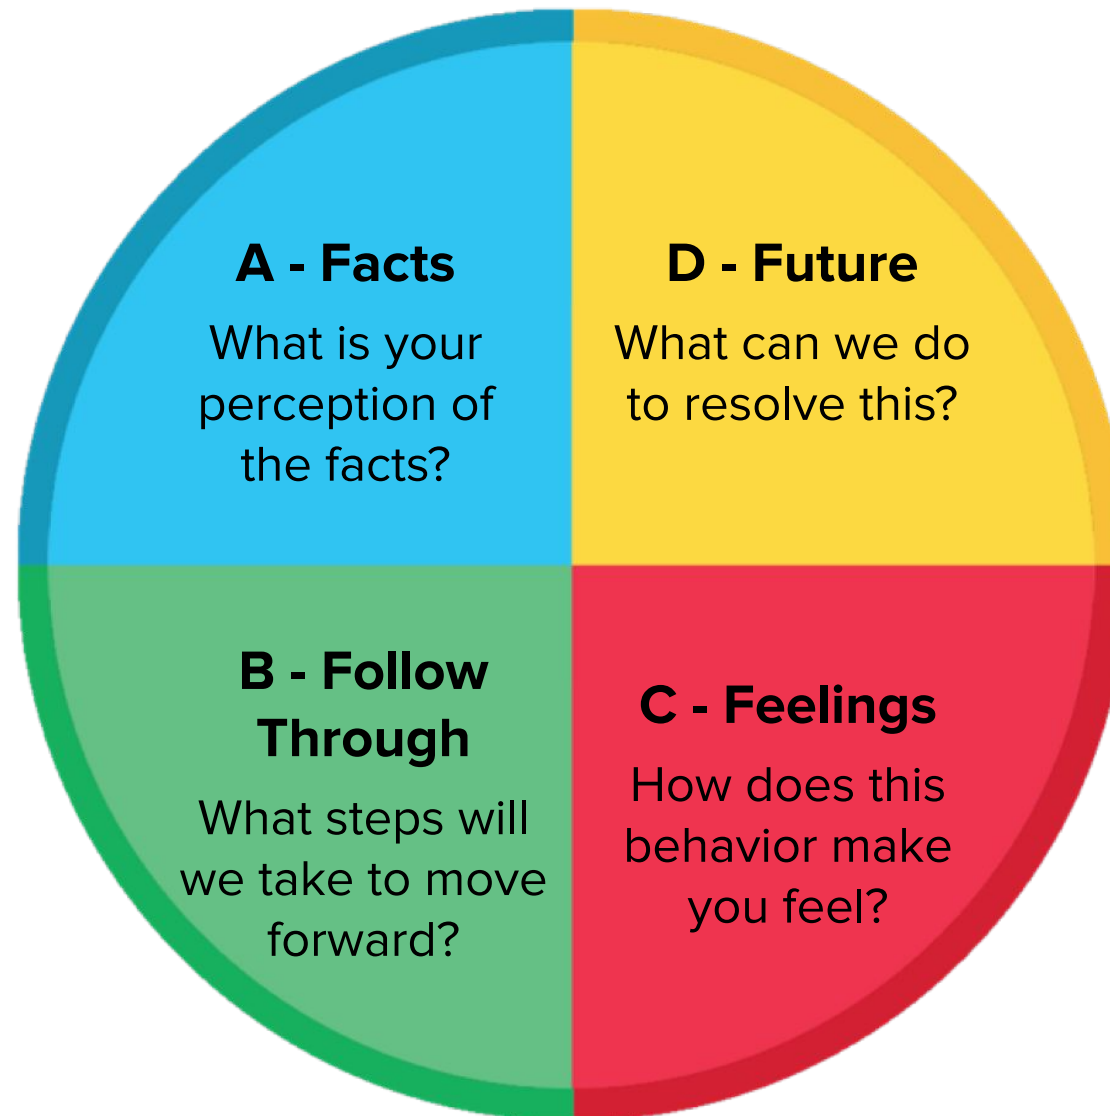 A - Facts
What is your
perception of
the facts?
D - Future
What can we do
to resolve this?
B - Follow
Through
What steps will
we take to move
forward?
C - Feelings
How does this
behavior make
you feel?